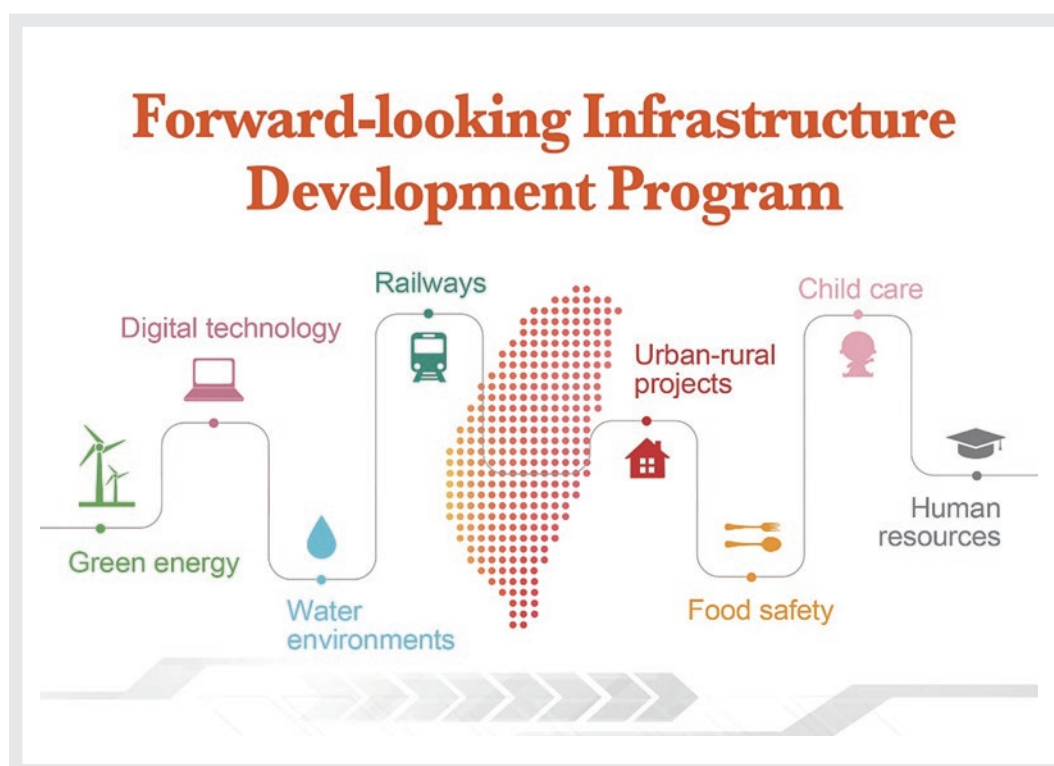 Forward-looking Infrastructure
Development Program
Railways
Child care
Digital technology
Urban-rural
projects
Human
resources
Green energy
Water
environments
Food safety